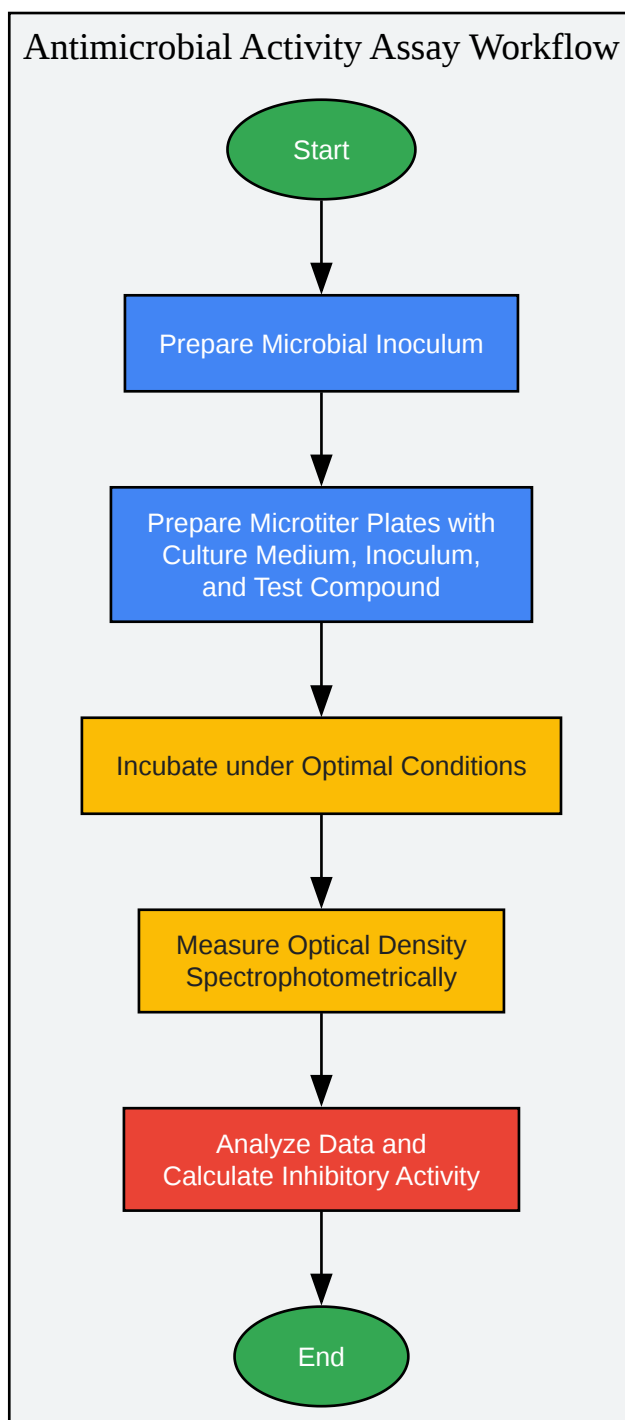 Antimicrobial Activity Assay Workflow
Start
Prepare Microbial Inoculum
Prepare Microtiter Plates with
Culture Medium, Inoculum,
and Test Compound
Incubate under Optimal Conditions
Measure Optical Density
Spectrophotometrically
Analyze Data and
Calculate Inhibitory Activity
End